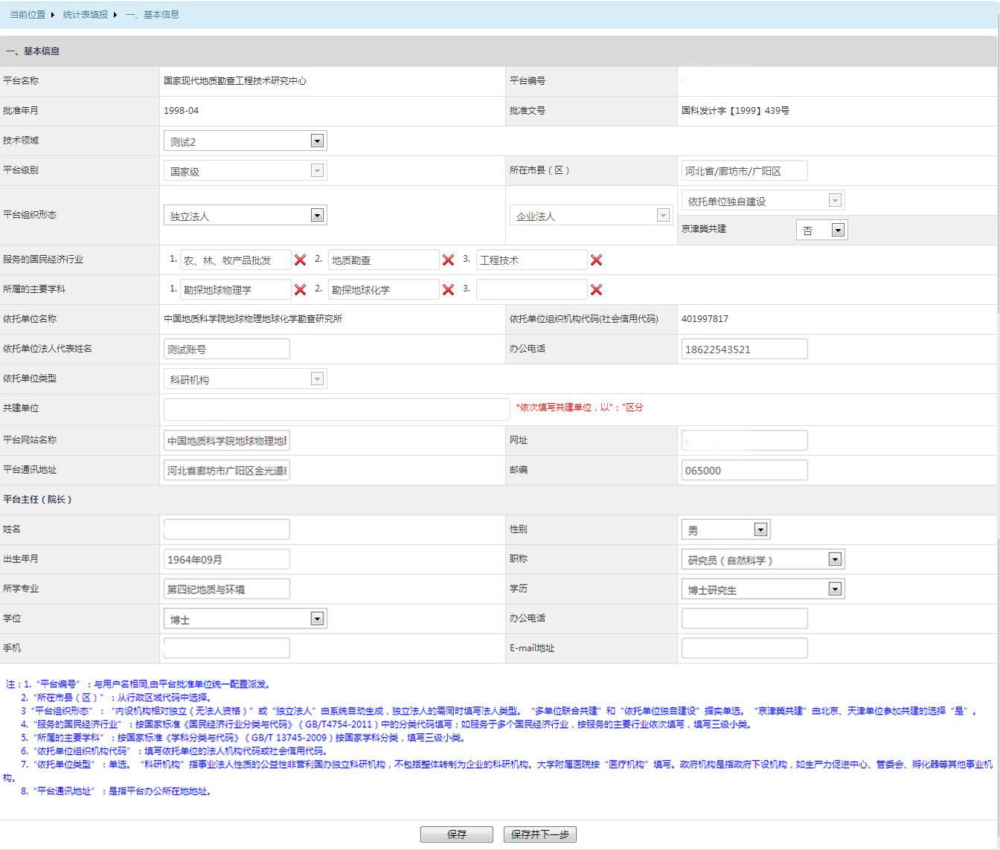 当前位置 统计表填报 一、基本信息
一、基本信息
平台名称 国家现代地质勘查工程技术研究中心 平台编号
批准年月 1998-04 批准文号 国科发计字【1999】439号
技术领域 测试2
平台级别 国家级 所在市县（区） 河北省/廊坊市/广阳区
平台组织形态 独立法人 企业法人 依托单位独自建设
京津冀共建 否
服务的国民经济行业 1. 农、林、牧产品批发 2. 地质勘查 3. 工程技术
所属的主要学科 1. 勘探地球物理学 2. 勘探地球化学 3.
依托单位名称 中国地质科学院地球物理地球化学勘查研究所 依托单位组织机构代码(社会信用代码) 401997817
依托单位法人代表姓名 测试账号 办公电话 18622543521
依托单位类型 科研机构
共建单位 *依次填写共建单位，以"；"区分
平台网站名称 中国地质科学院地球物理地球 网址
平台通讯地址 河北省廊坊市广阳区金光道8 邮编 065000
平台主任（院长）
姓名 性别 男
出生年月 1964年09月 职称 研究员（自然科学）
所学专业 第四纪地质与环境 学历 博士研究生
学位 博士 办公电话
手机 E-mail地址
注：1.“平台编号”：与用户名相同,由平台批准单位统一配置派发。
2.“所在市县（区）”：从行政区域代码中选择。
3“平台组织形态”：“内设机构相对独立（无法人资格）”或“独立法人”由系统自动生成，独立法人的需同时填写法人类型。“多单位联合共建”和“依托单位独自建设”据实单选。“京津冀共建”由北京、天津单位参加共建的选择“是”。
4.“服务的国民经济行业”：按国家标准《国民经济行业分类与代码》（GB/T4754-2011）中的分类代码填写；如服务于多个国民经济行业，按服务的主要行业依次填写，填写三级小类。
5.“所属的主要学科”：按国家标准《学科分类与代码》（GB/T 13745-2009）按国家学科分类，填写三级小类。
6.“依托单位组织机构代码”：填写依托单位的法人机构代码或社会信用代码。
7.“依托单位类型”：单选。“科研机构”指事业法人性质的公益性非营利国办独立科研机构，不包括整体转制为企业的科研机构。大学附属医院按“医疗机构”填写。政府机构是指政府下设机构，如生产力促进中心、管委会、孵化器等其他事业机
构。
8.“平台通讯地址”：是指平台办公所在地地址。
保存 保存并下一步